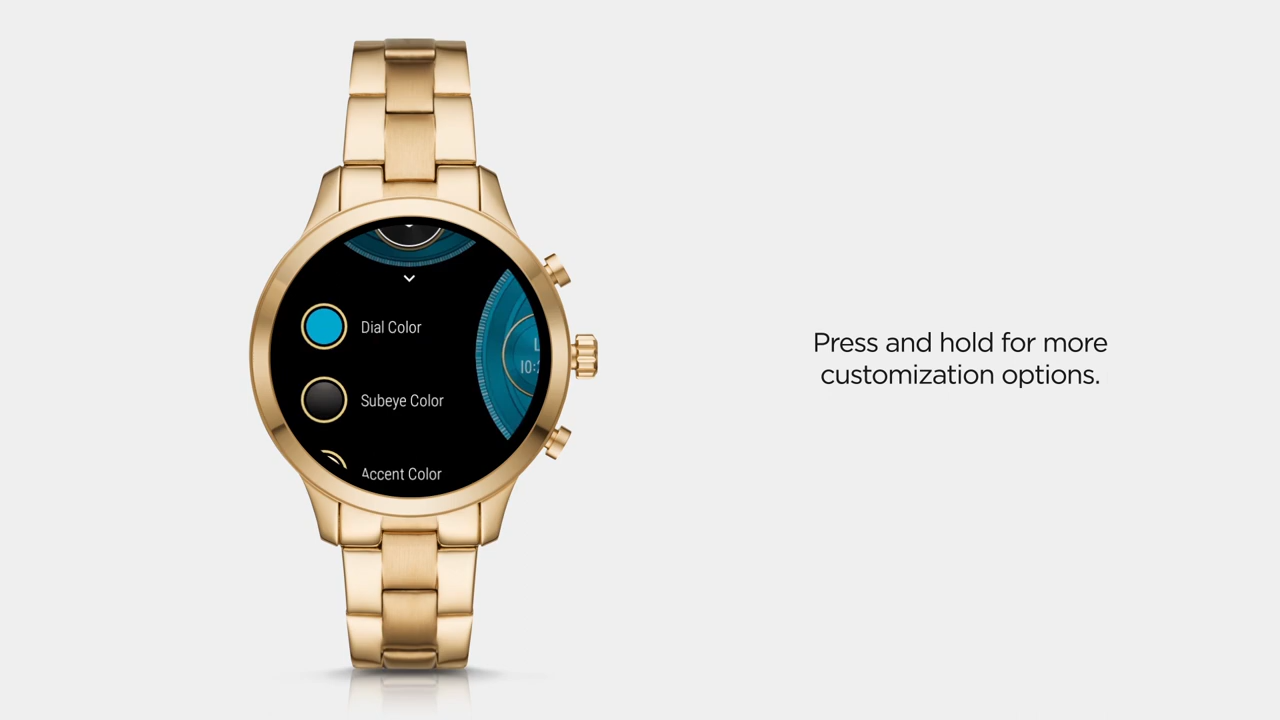 Dial Color
Subeye Color
Accent Color
Press and hold for more
customization options.